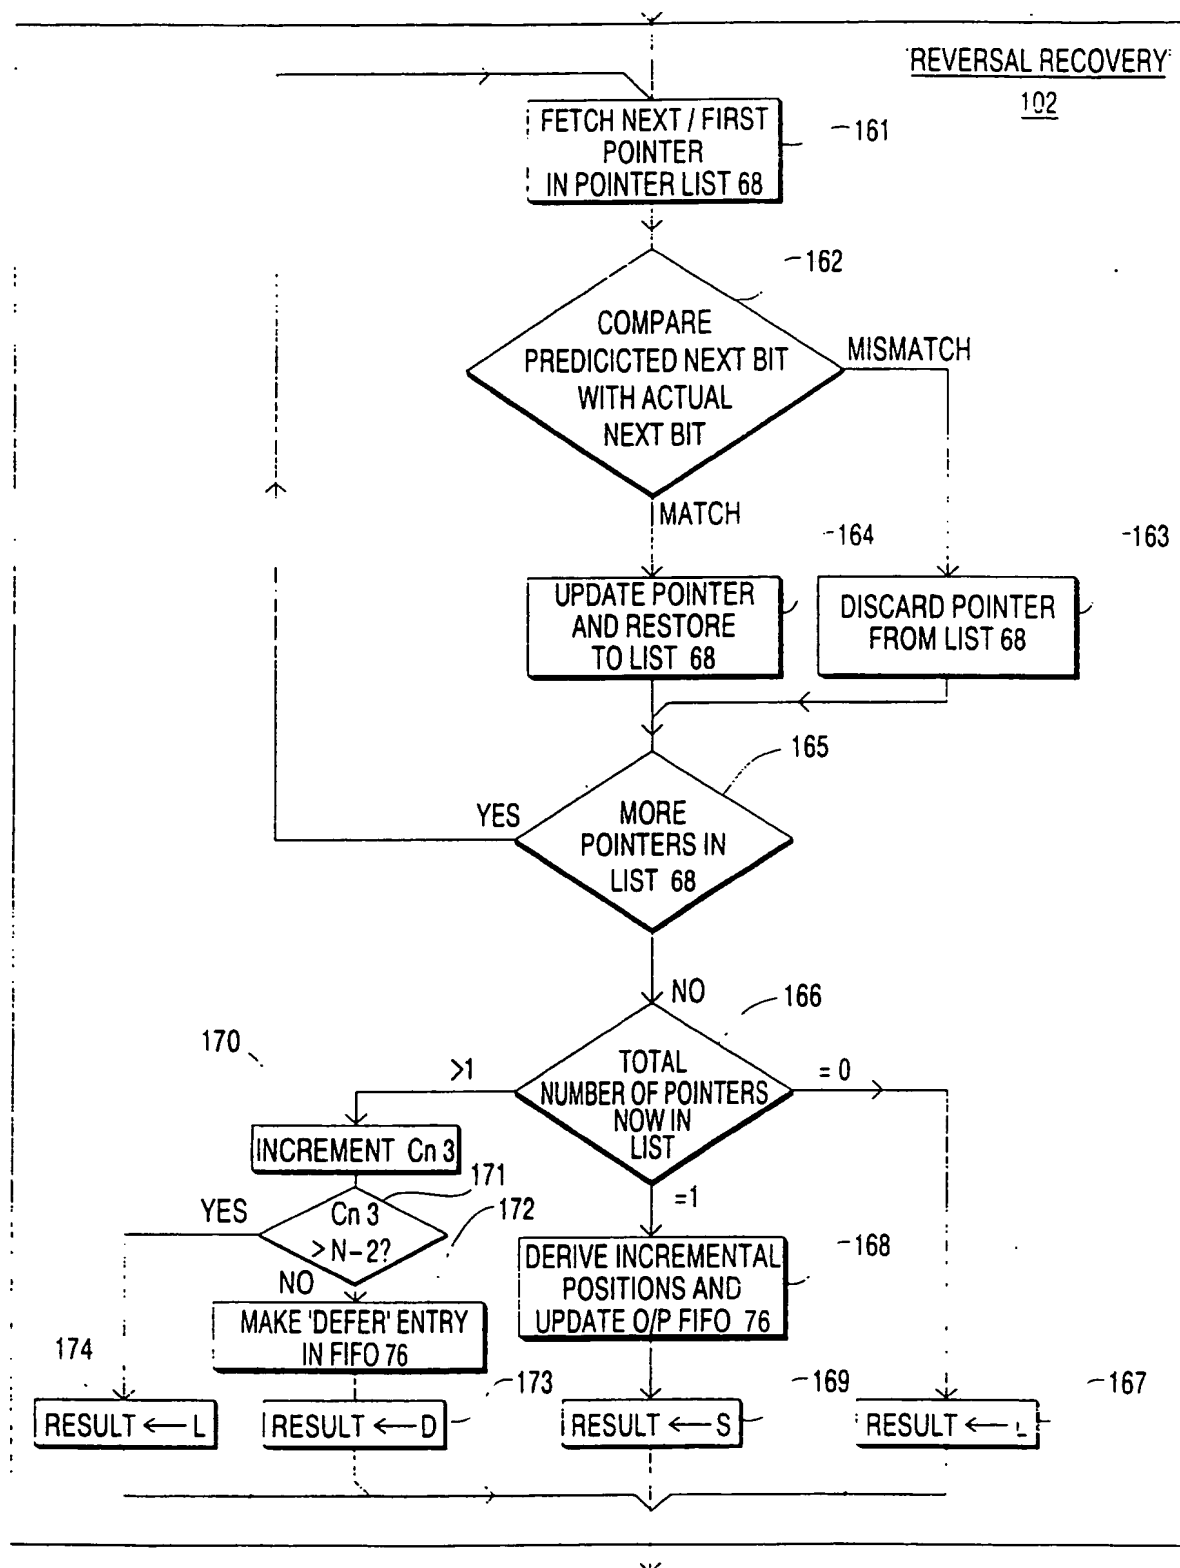 REVERSAL RECOVERY
102
FETCH NEXT / FIRST
POINTER
IN POINTER LIST 68
161
162
COMPARE
PREDICICTED NEXT BIT
WITH ACTUAL
NEXT BIT
MISMATCH
MATCH
164
163
UPDATE POINTER
AND RESTORE
TO LIST 68
DISCARD POINTER
FROM LIST 68
165
YES
MORE
POINTERS IN
LIST 68
NO
166
170
>1
TOTAL
NUMBER OF POINTERS
NOW IN
LIST
= 0
INCREMENT Cn 3
171
=1
YES
Cn 3
> N-2?
172
NO
168
DERIVE INCREMENTAL
POSITIONS AND
UPDATE O/P FIFO 76
MAKE 'DEFER' ENTRY
IN FIFO 76
174
173
169
167
RESULT ← L
RESULT ← D
RESULT ← S
RESULT ← L